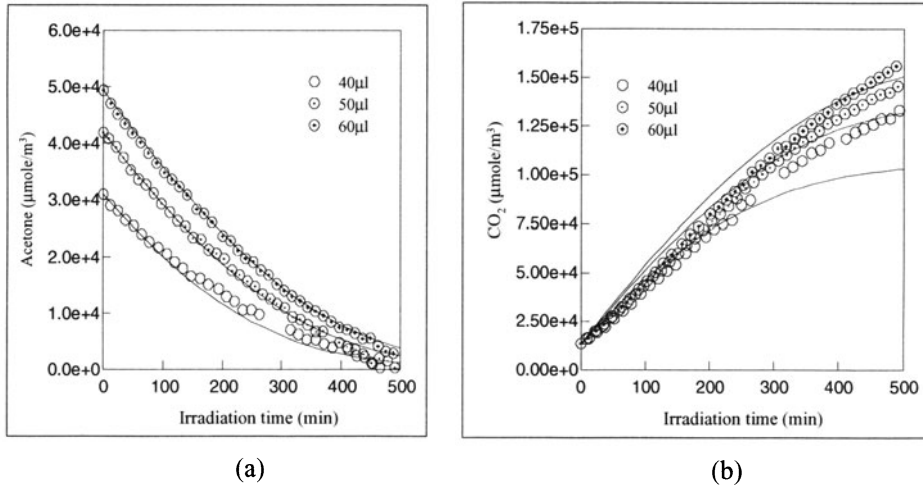 6.0e+4
5.0e+4
4.0e+4
3.0e+4
2.0e+4
1.0e+4
0.0e+0
Acetone (μmole/m³)
40μl
50μl
60μl
0 100 200 300 400 500
Irradiation time (min)
(a)
1.75e+5
1.50e+5
1.25e+5
1.00e+5
7.50e+4
5.00e+4
2.50e+4
0.00e+0
CO₂ (μmole/m³)
40μl
50μl
60μl
0 100 200 300 400 500
Irradiation time (min)
(b)